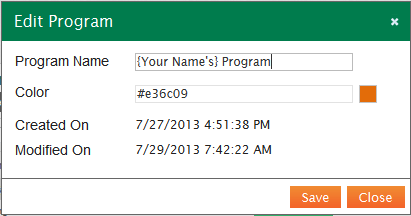 Edit Program
Program Name {Your Name's} Program
Color #e36c09
Created On 7/27/2013 4:51:38 PM
Modified On 7/29/2013 7:42:22 AM
Save Close